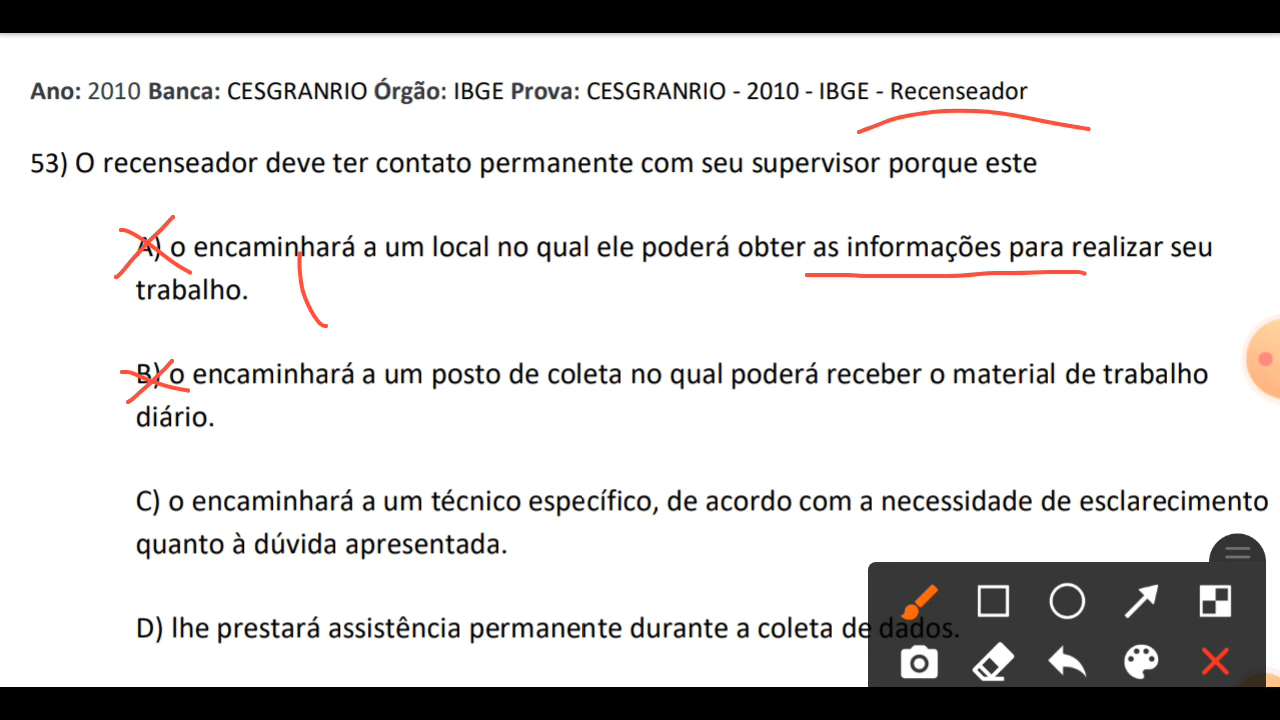 Ano: 2010 Banca: CESGRANRIO Órgão: IBGE Prova: CESGRANRIO - 2010 - IBGE - Recenseador
53) O recenseador deve ter contato permanente com seu supervisor porque este
A) o encaminhará a um local no qual ele poderá obter as informações para realizar seu
trabalho.
B) o encaminhará a um posto de coleta no qual poderá receber o material de trabalho
diário.
C) o encaminhará a um técnico específico, de acordo com a necessidade de esclarecimento
quanto à dúvida apresentada.
D) lhe prestará assistência permanente durante a coleta de dados.